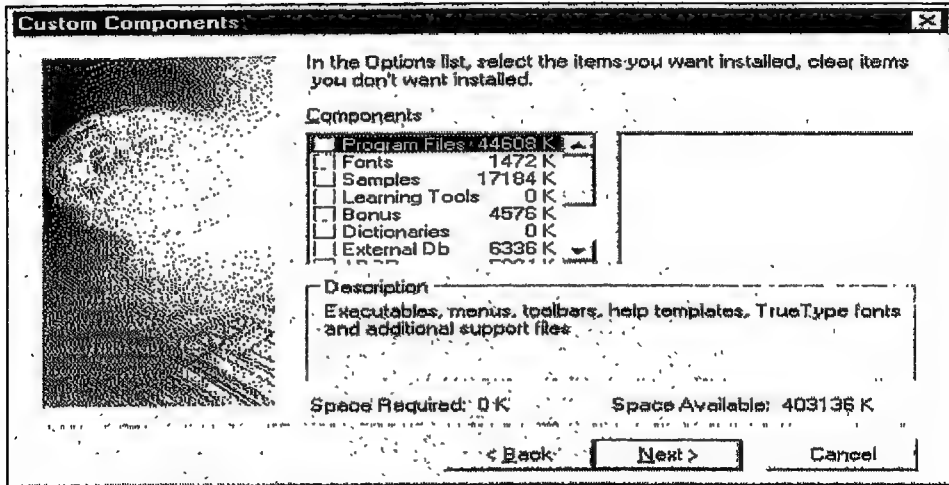 Custom Components
In the Options list, select the items you want installed, clear items
you don't want installed.
Components
Program Files 44608 K
Fonts 1472 K
Samples 17184 K
Learning Tools 0 K
Bonus 4576 K
Dictionaries 0 K
External Db 6336 K
Description
Executables, menus, toolbars, help templates, TrueType fonts
and additional support files
Space Required: 0 K Space Available: 403136 K
< Back Next > Cancel